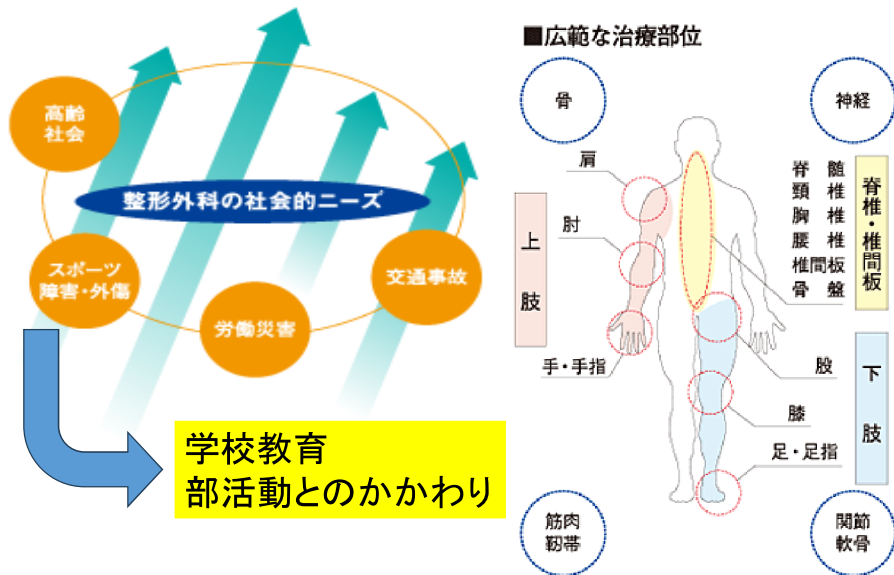 高齢
社会
整形外科の社会的ニーズ
スポーツ
障害・外傷
労働災害
交通事故
学校教育
部活動とのかかわり
■広範な治療部位
骨
神経
肩
肘
手・手指
上肢
脊髄
頸椎
胸椎
腰椎
椎間板
骨盤
脊椎・椎間板
股
膝
足・足指
下肢
筋肉
靭帯
関節
軟骨